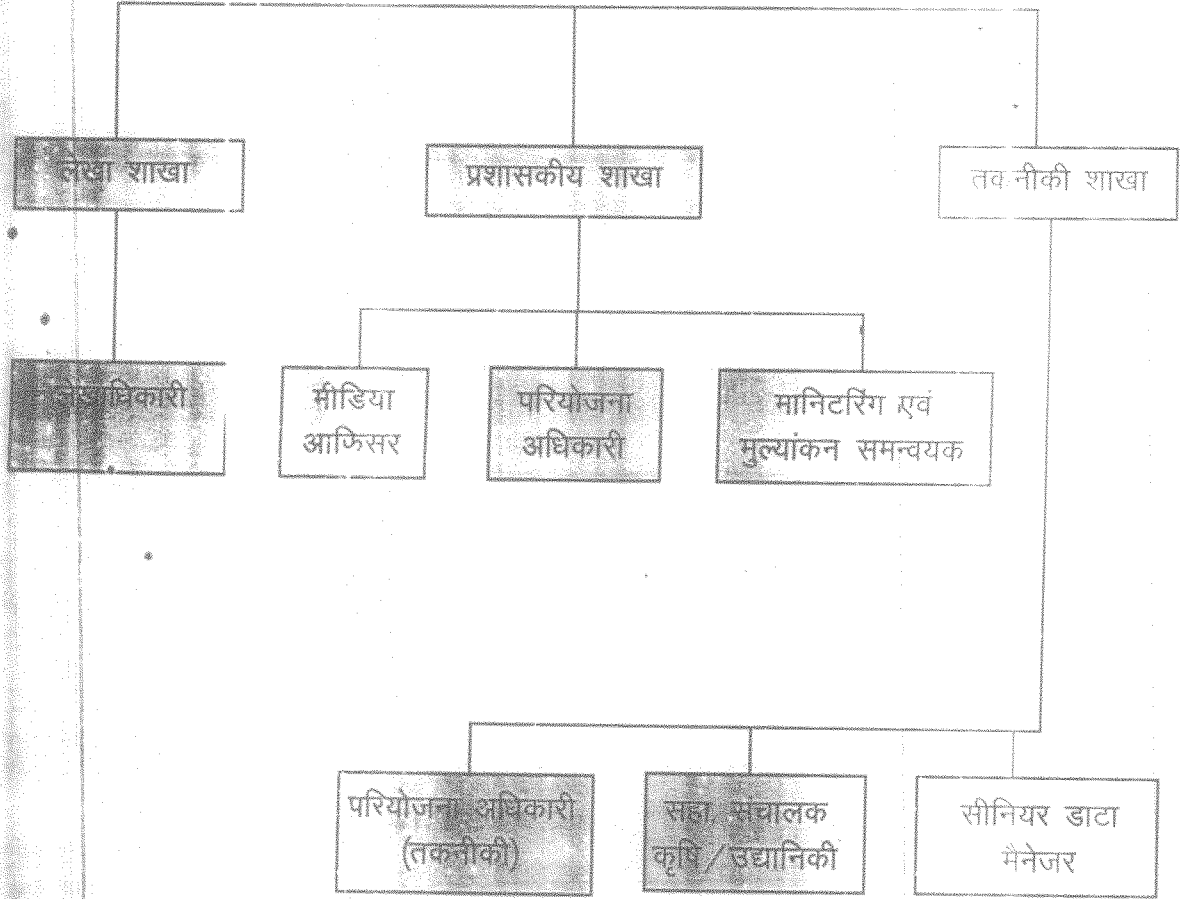 लेखा शाखा
प्रशासकीय शाखा
तकनीकी शाखा
लेखाधिकारी
मीडिया
आफिसर
परियोजना
अधिकारी
मानिटरिंग एवं
मुल्यांकन समन्वयक
परियोजना अधिकारी
(तकनीकी)
सहा. संचालक
कृषि / उद्यानिकी
सीनियर डाटा
मैनेजर